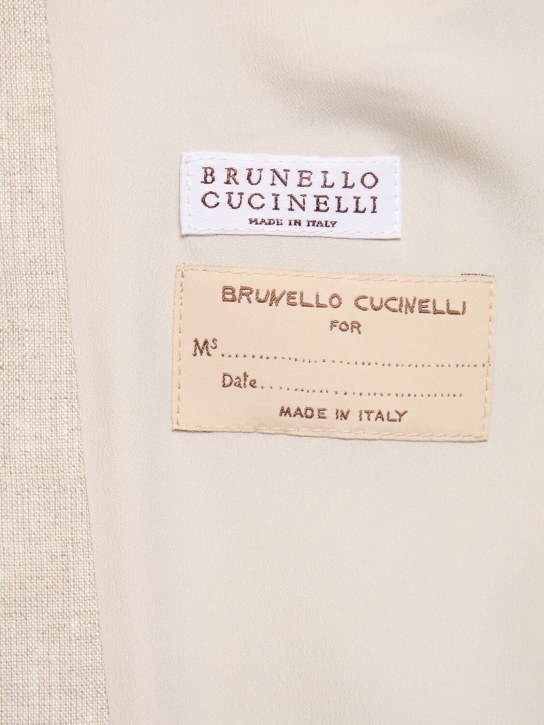 BRUNELLO
CUCINELLI
MADE IN ITALY
BRUNELLO CUCINELLI
FOR
Ms.............................................
Date..................................
MADE IN ITALY